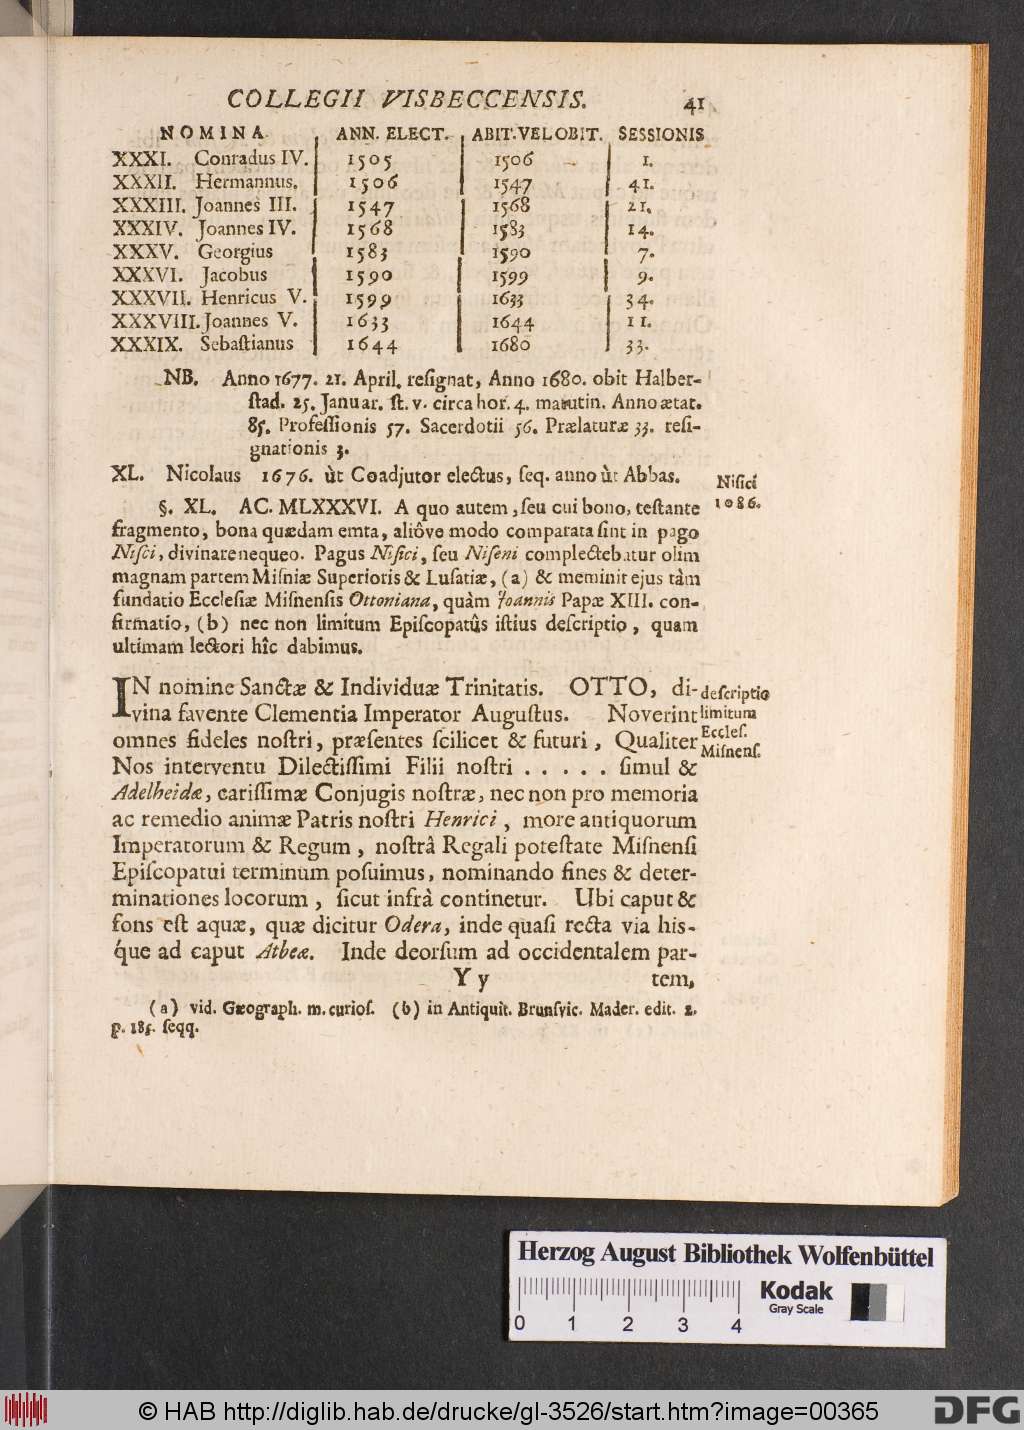 COLLEGII VISBECCENSIS. 41
NOMINA ANN. ELECT. ABIT. VEL OBIT. SESSIONIS
XXXI. Conradus IV. 1505 1506 1.
XXXII. Hermannus. 1506 1547 41.
XXXIII. Joannes III. 1547 1568 21.
XXXIV. Joannes IV. 1568 1583 14.
XXXV. Georgius 1583 1590 7.
XXXVI. Jacobus 1590 1599 9.
XXXVII. Henricus V. 1599 1633 34.
XXXVIII. Joannes V. 1633 1644 11.
XXXIX. Sebaſtianus 1644 1680 33.
NB. Anno 1677. 21. April. reſignat, Anno 1680. obit Halber-
ſtad. 25. Januar. ſt. v. circa hor. 4. matutin. Anno ætat.
85. Profeſſionis 57. Sacerdotii 56. Prælaturæ 33. reſi-
gnationis 3.
XL. Nicolaus 1676. ùt Coadjutor electus, ſeq. anno ùt Abbas.
Niſici
1086.
§. XL. AC. MLXXXVI. A quo autem, ſeu cui bono, teſtante
fragmento, bona quædam emta, aliôve modo comparata ſint in pago
Niſci, divinare nequeo. Pagus Niſici, ſeu Niſeni complectebatur olim
magnam partem Miſniæ Superioris & Luſatiæ, (a) & meminit ejus tàm
fundatio Eccleſiæ Miſnenſis Ottoniana, quàm Joannis Papæ XIII. con-
firmatio, (b) nec non limitum Epiſcopatûs iſtius deſcriptio, quam
ultimam lectori hîc dabimus.
IN nomine Sanctæ & Individuæ Trinitatis. OTTO, di-
vina favente Clementia Imperator Auguſtus. Noverint
omnes fideles noſtri, præſentes ſcilicet & futuri, Qualiter
Nos interventu Dilectiſſimi Filii noſtri . . . . . ſimul &
Adelheidæ, cariſſimæ Conjugis noſtræ, nec non pro memoria
ac remedio animæ Patris noſtri Henrici, more antiquorum
Imperatorum & Regum, noſtrâ Regali poteſtate Miſnenſi
Epiſcopatui terminum poſuimus, nominando fines & deter-
minationes locorum, ſicut infrà continetur. Ubi caput &
fons eſt aquæ, quæ dicitur Odera, inde quaſi recta via his-
q́ue ad caput Atbeæ. Inde deorſum ad occidentalem par-
Y y tem,
deſcriptio
limitum
Eccleſ.
Miſnenſ.
(a) vid. Gæograph. m. curioſ. (b) in Antiquit. Brunſvic. Mader. edit. 2.
p. 185. ſeqq.
Herzog August Bibliothek Wolfenbüttel
Kodak
Gray Scale
0 1 2 3 4
© HAB http://diglib.hab.de/drucke/gl-3526/start.htm?image=00365
DFG